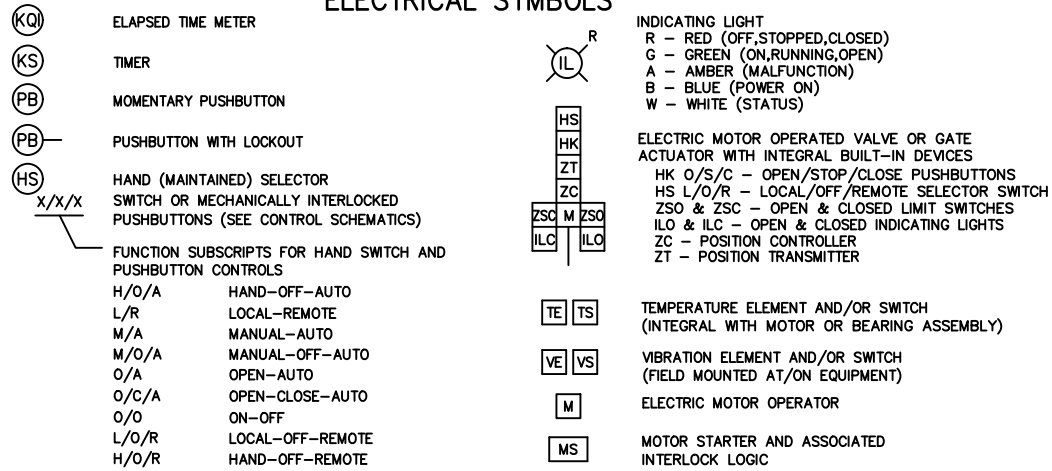 ELECTRICAL SYMBOLS
KQI ELAPSED TIME METER
KS TIMER
PB MOMENTARY PUSHBUTTON
PB PUSHBUTTON WITH LOCKOUT
HS HAND (MAINTAINED) SELECTOR
X/X/X SWITCH OR MECHANICALLY INTERLOCKED
PUSHBUTTONS (SEE CONTROL SCHEMATICS)
FUNCTION SUBSCRIPTS FOR HAND SWITCH AND
PUSHBUTTON CONTROLS
H/O/A HAND-OFF-AUTO
L/R LOCAL-REMOTE
M/A MANUAL-AUTO
M/O/A MANUAL-OFF-AUTO
O/A OPEN-AUTO
O/C/A OPEN-CLOSE-AUTO
O/O ON-OFF
L/O/R LOCAL-OFF-REMOTE
H/O/R HAND-OFF-REMOTE
R
IL
INDICATING LIGHT
R – RED (OFF,STOPPED,CLOSED)
G – GREEN (ON,RUNNING,OPEN)
A – AMBER (MALFUNCTION)
B – BLUE (POWER ON)
W – WHITE (STATUS)
HS
HK
ZT
ZC
ZSC M ZSO
ILC ILO
ELECTRIC MOTOR OPERATED VALVE OR GATE
ACTUATOR WITH INTEGRAL BUILT-IN DEVICES
HK O/S/C – OPEN/STOP/CLOSE PUSHBUTTONS
HS L/O/R – LOCAL/OFF/REMOTE SELECTOR SWITCH
ZSO & ZSC – OPEN & CLOSED LIMIT SWITCHES
ILO & ILC – OPEN & CLOSED INDICATING LIGHTS
ZC – POSITION CONTROLLER
ZT – POSITION TRANSMITTER
TE TS TEMPERATURE ELEMENT AND/OR SWITCH
(INTEGRAL WITH MOTOR OR BEARING ASSEMBLY)
VE VS VIBRATION ELEMENT AND/OR SWITCH
(FIELD MOUNTED AT/ON EQUIPMENT)
M ELECTRIC MOTOR OPERATOR
MS MOTOR STARTER AND ASSOCIATED
INTERLOCK LOGIC